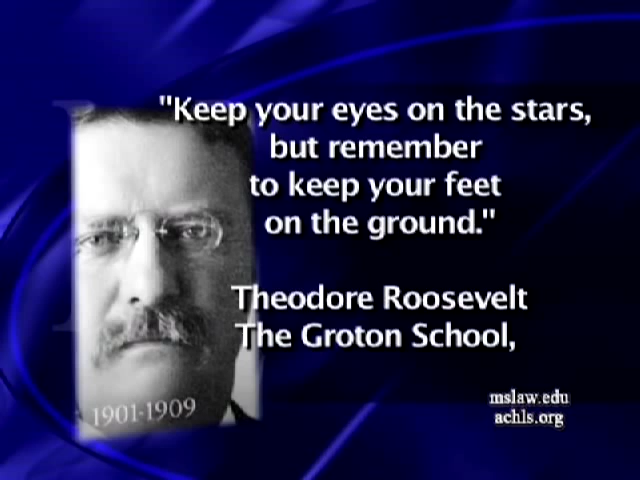 "Keep your eyes on the stars,
but remember
to keep your feet
on the ground."
Theodore Roosevelt
The Groton School,
1901-1909
mslaw.edu
achls.org